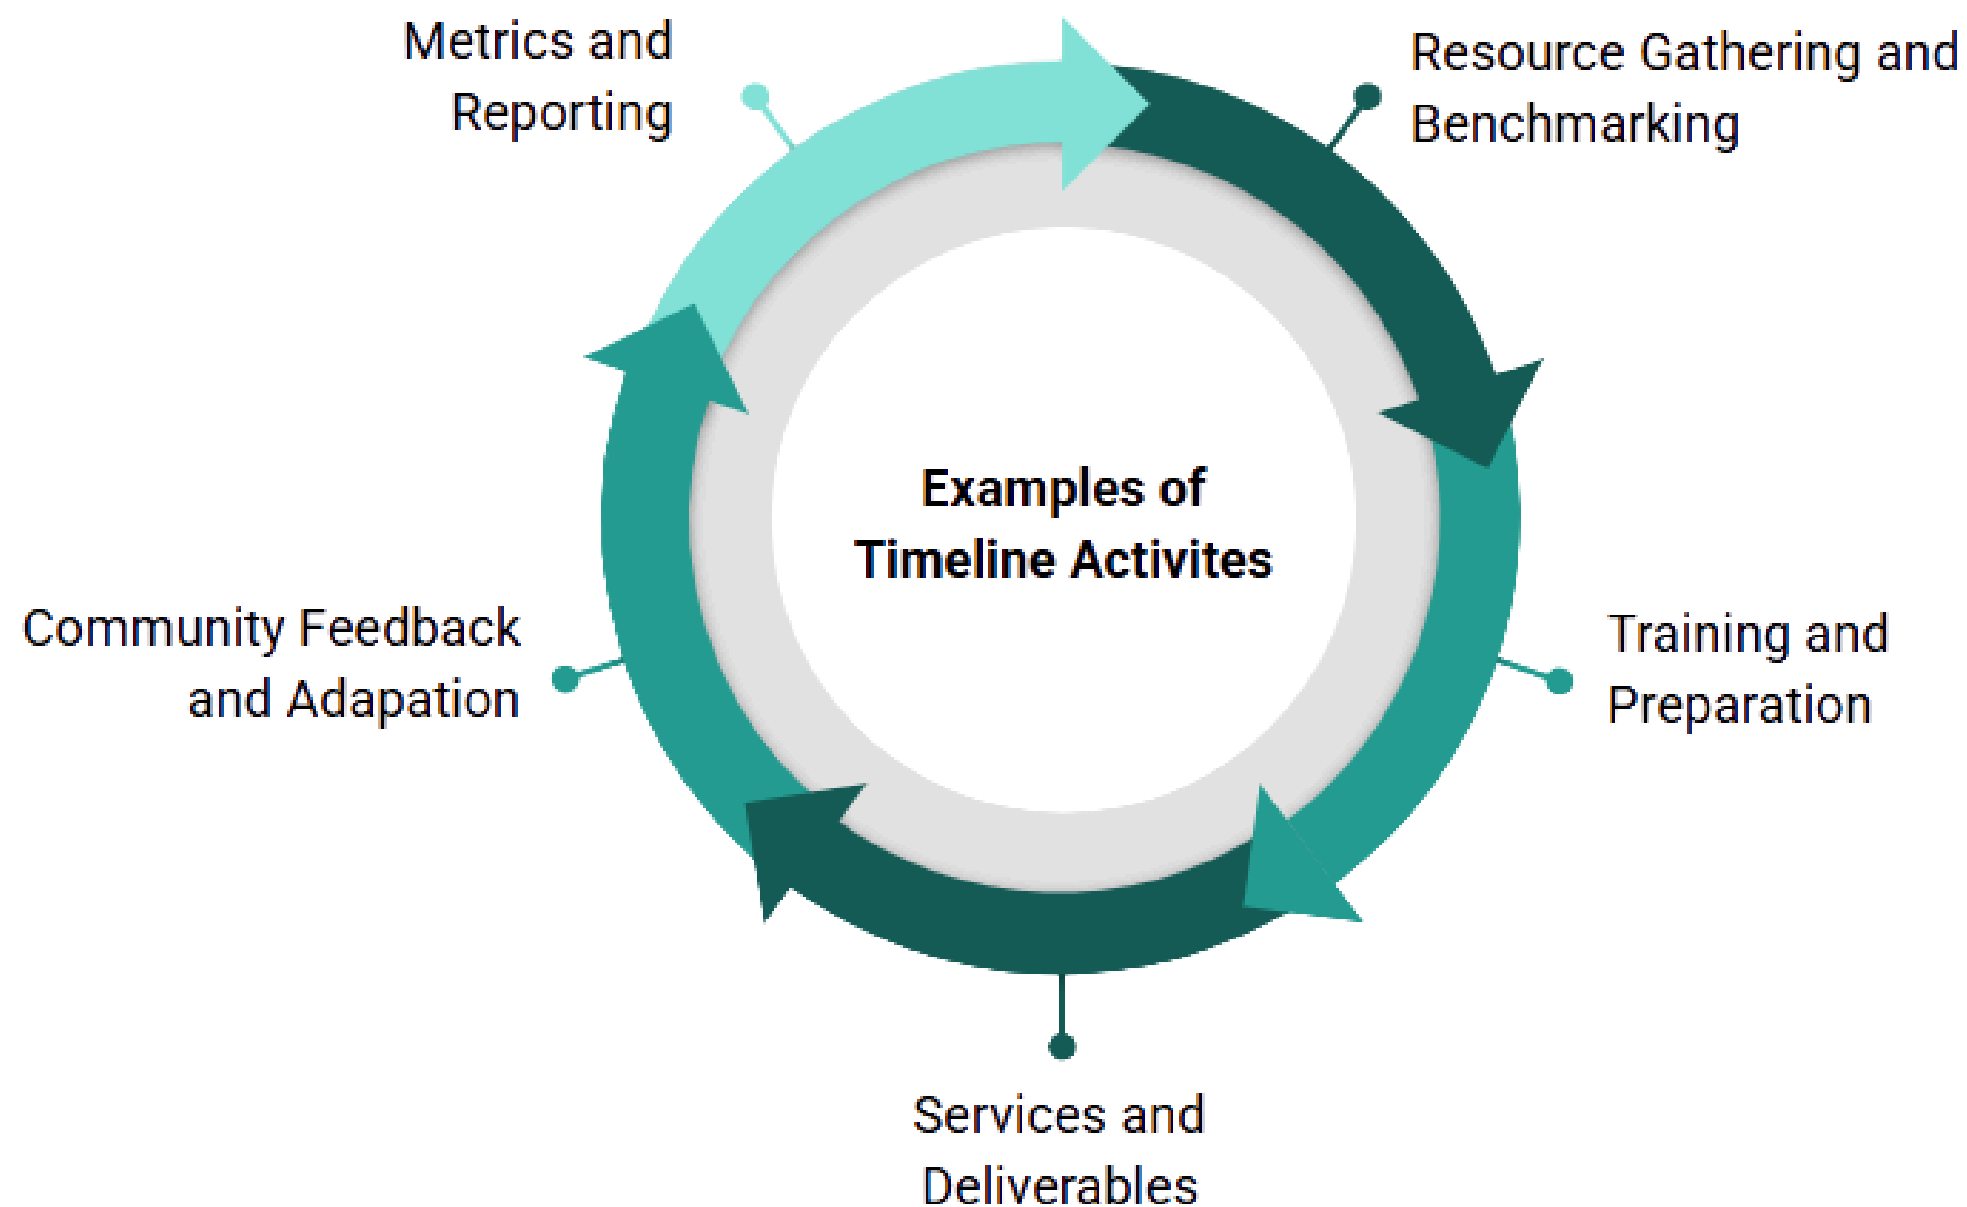 Metrics and
Reporting
Resource Gathering and
Benchmarking
Examples of
Timeline Activites
Community Feedback
and Adapation
Training and
Preparation
Services and
Deliverables